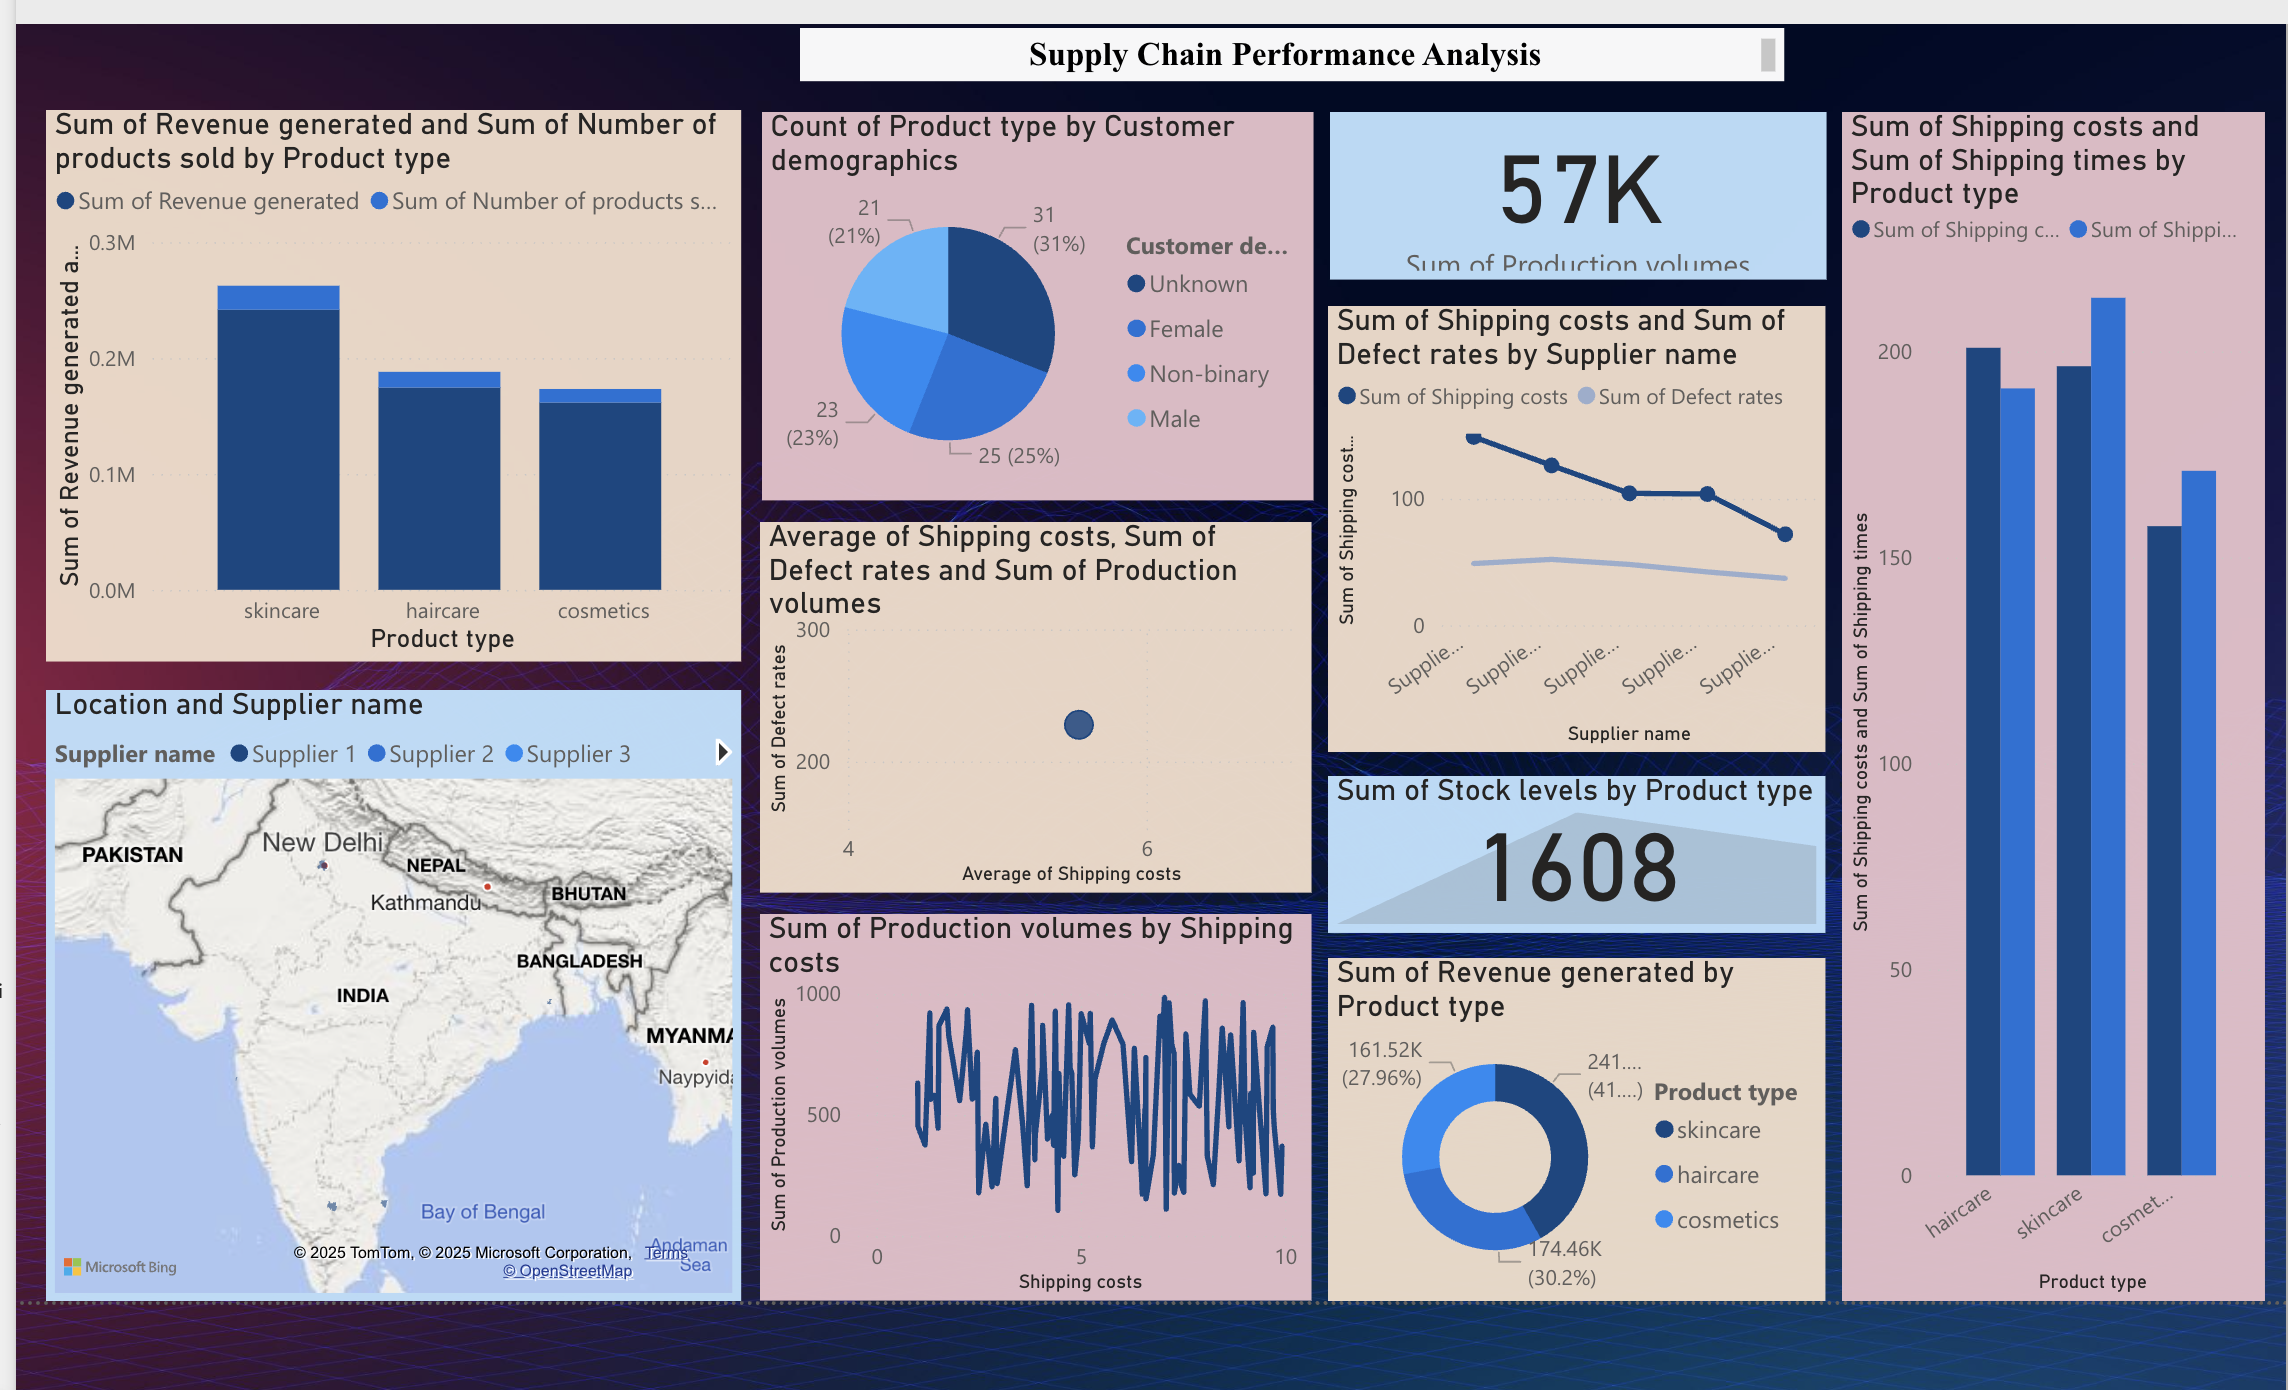 Supply Chain Performance Analysis
Sum of Revenue generated and Sum of Number of
products sold by Product type
Sum of Revenue generated
Sum of Number of products s...
Sum of Revenue generated a...
0.3M
0.2M
0.1M
0.0M
skincare
haircare
cosmetics
Product type
Location and Supplier name
Supplier name
Supplier 1
Supplier 2
Supplier 3
New Delhi
PAKISTAN
NEPAL
Kathmandu
BHUTAN
BANGLADESH
INDIA
MYANMA
Naypyid
Bay of Bengal
Andaman
Sea
© 2025 TomTom, © 2025 Microsoft Corporation, Terms
© OpenStreetMap
Microsoft Bing
Count of Product type by Customer
demographics
21
(21%)
31
(31%)
23
(23%)
25 (25%)
Customer de...
Unknown
Female
Non-binary
Male
Average of Shipping costs, Sum of
Defect rates and Sum of Production
volumes
Sum of Defect rates
300
200
4
6
Average of Shipping costs
Sum of Production volumes by Shipping
costs
Sum of Production volumes
1000
500
0
0
5
10
Shipping costs
57K
Sum of Production volumes
Sum of Shipping costs and Sum of
Defect rates by Supplier name
Sum of Shipping costs
Sum of Defect rates
Sum of Shipping cost...
100
0
Supplie...
Supplie...
Supplie...
Supplie...
Supplie...
Supplier name
Sum of Stock levels by Product type
1608
Sum of Revenue generated by
Product type
161.52K
(27.96%)
241....
(41....)
174.46K
(30.2%)
Product type
skincare
haircare
cosmetics
Sum of Shipping costs and
Sum of Shipping times by
Product type
Sum of Shipping c...
Sum of Shippi...
Sum of Shipping costs and Sum of Shipping times
200
150
100
50
0
haircare
skincare
cosmet...
Product type